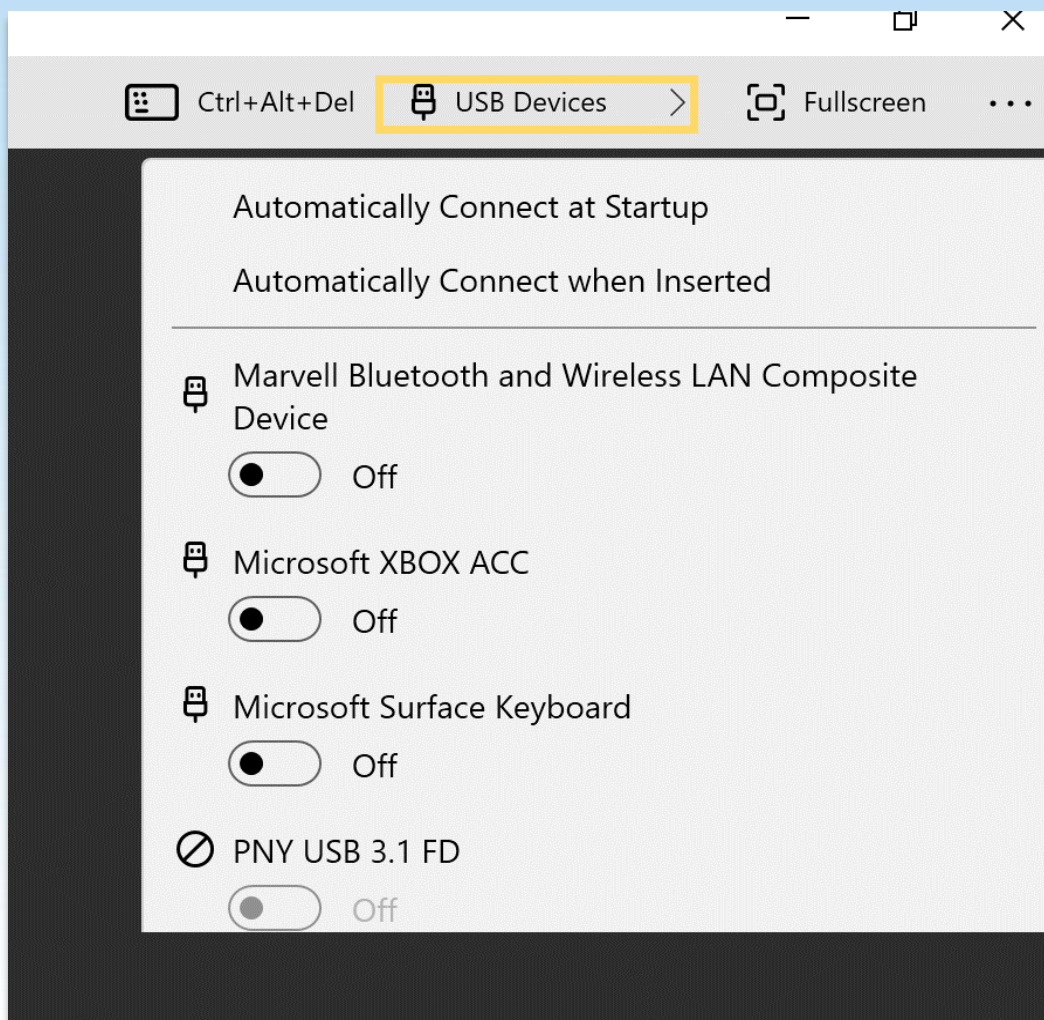 Ctrl+Alt+Del USB Devices Fullscreen ...
Automatically Connect at Startup
Automatically Connect when Inserted
Marvell Bluetooth and Wireless LAN Composite
Device
Off
Microsoft XBOX ACC
Off
Microsoft Surface Keyboard
Off
PNY USB 3.1 FD
Off